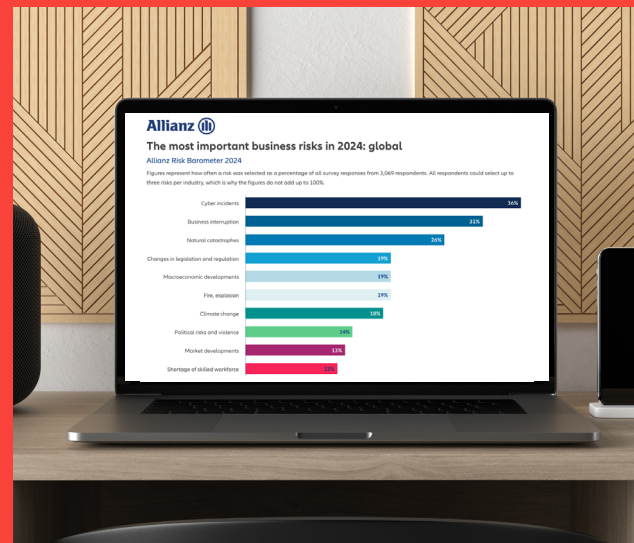 Allianz
The most important business risks in 2024: global
Allianz Risk Barometer 2024
Figures represent how often a risk was selected as a percentage of all survey responses from 3,069 respondents. All respondents could select up to
three risks per industry, which is why the figures do not add up to 100%.
Cyber incidents 36%
Business interruption 31%
Natural catastrophes 26%
Changes in legislation and regulation 19%
Macroeconomic developments 19%
Fire, explosion 19%
Climate change 18%
Political risks and violence 14%
Market developments 13%
Shortage of skilled workforce 12%